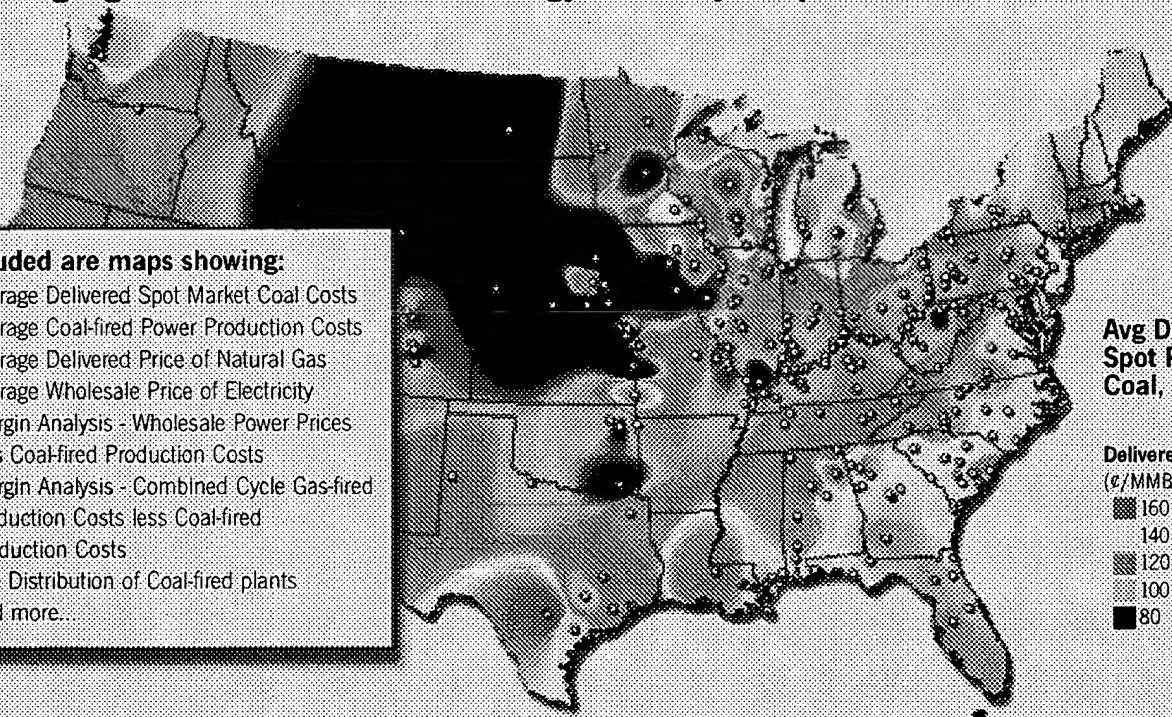 uded are maps showing:
rage Delivered Spot Market Coal Costs
rage Coal-fired Power Production Costs
rage Delivered Price of Natural Gas
rage Wholesale Price of Electricity
rgin Analysis - Wholesale Power Prices
s Coal-fired Production Costs
rgin Analysis - Combined Cycle Gas-fired
duction Costs less Coal-fired
duction Costs
Distribution of Coal-fired plants
d more...
Avg D
Spot
Coal,
Delivere
(¢/MMB
160
140
120
100
80